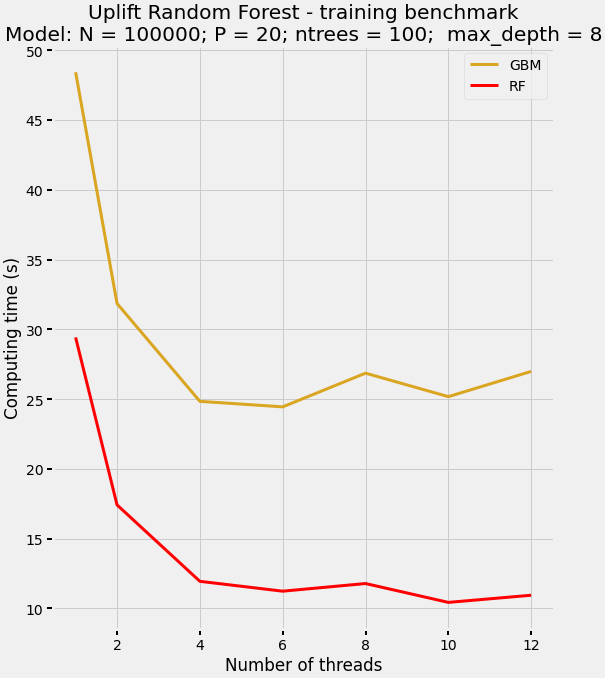 Uplift Random Forest - training benchmark
Model: N = 100000; P = 20; ntrees = 100;  max_depth = 8
GBM
RF
Computing time (s)
50
45
40
35
30
25
20
15
10
2 4 6 8 10 12
Number of threads